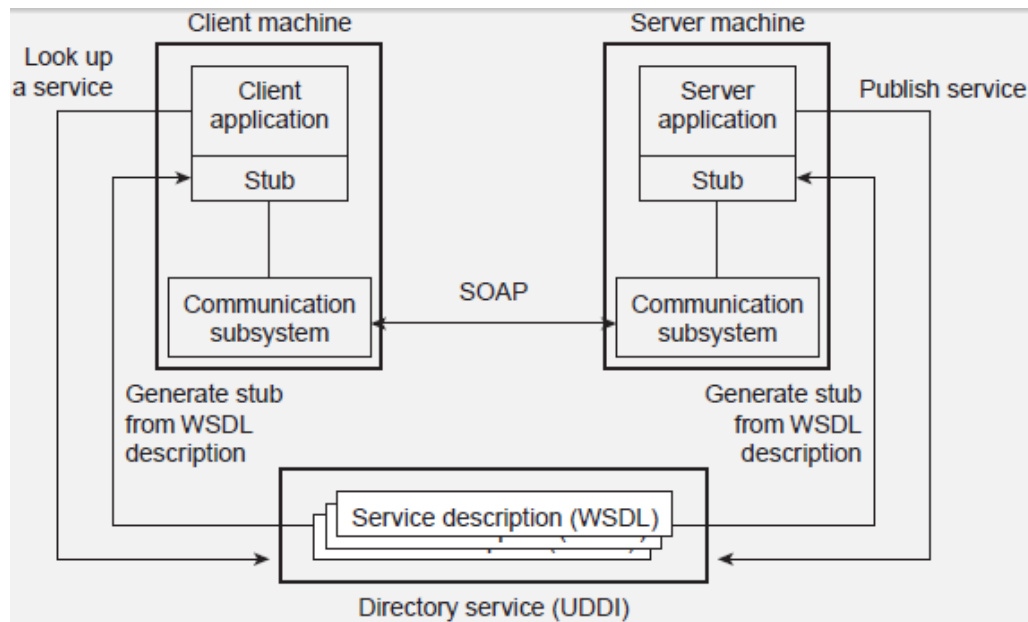 Client machine
Server machine
Look up
a service
Client
application
Stub
Communication
subsystem
SOAP
Server
application
Stub
Communication
subsystem
Publish service
Generate stub
from WSDL
description
Generate stub
from WSDL
description
Service description (WSDL)
Directory service (UDDI)